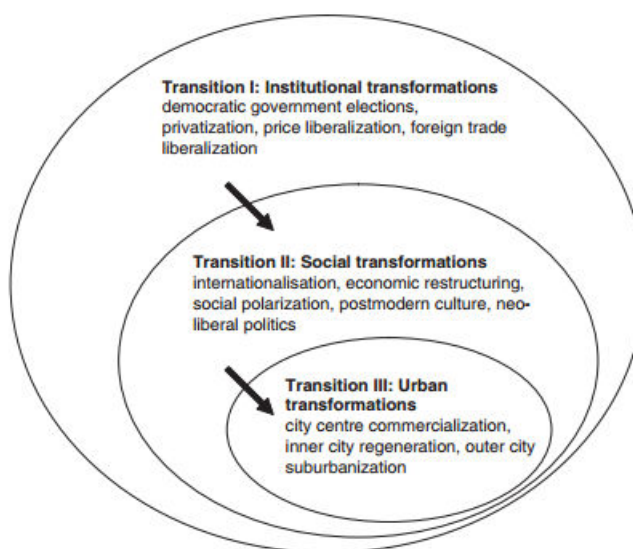 Transition I: Institutional transformations
democratic government elections,
privatization, price liberalization, foreign trade
liberalization
Transition II: Social transformations
internationalisation, economic restructuring,
social polarization, postmodern culture, neo-
liberal politics
Transition III: Urban
transformations
city centre commercialization,
inner city regeneration, outer city
suburbanization